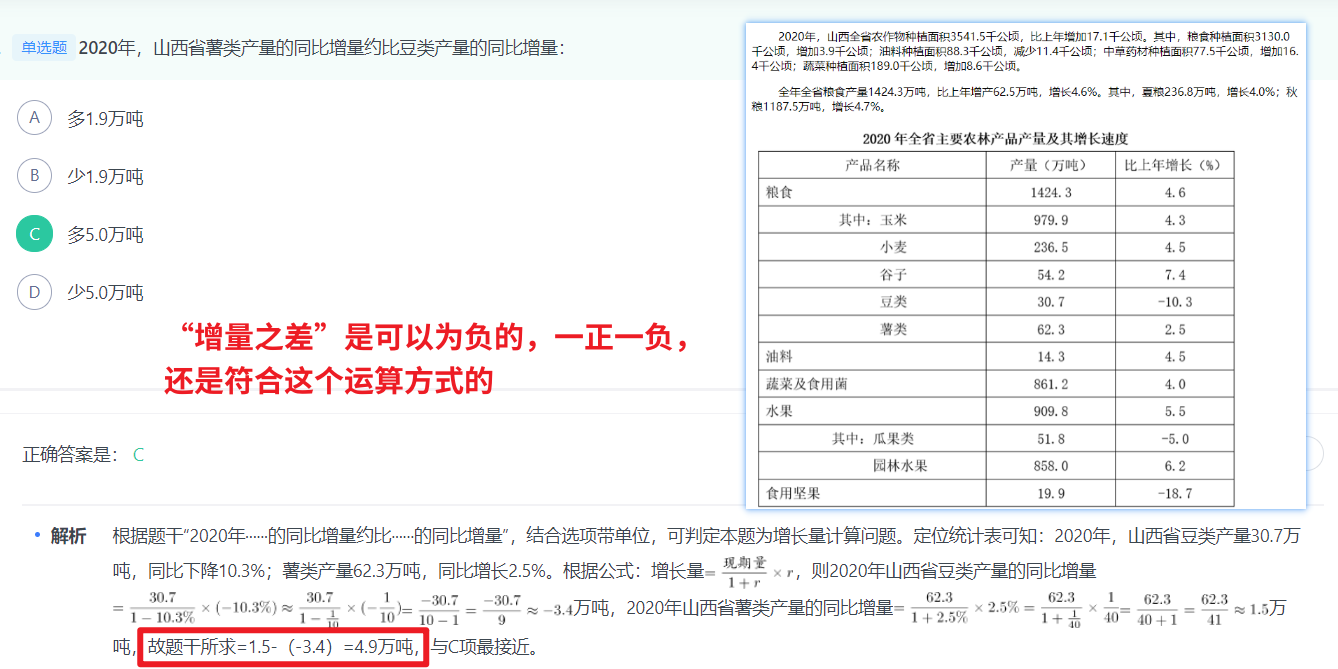 单选题 2020年，山西省薯类产量的同比增量约比豆类产量的同比增量：
A 多1.9万吨
B 少1.9万吨
C 多5.0万吨
D 少5.0万吨
“增量之差”是可以为负的，一正一负，
还是符合这个运算方式的
2020年，山西全省农作物种植面积3541.5千公顷，比上年增加17.1千公顷。其中，粮食种植面积3130.0
千公顷，增加3.9千公顷；油料种植面积88.3千公顷，减少11.4千公顷；中草药材种植面积77.5千公顷，增加16.
4千公顷；蔬菜种植面积189.0千公顷，增加8.6千公顷。
全年全省粮食产量1424.3万吨，比上年增产62.5万吨，增长4.6%。其中，夏粮236.8万吨，增长4.0%；秋
粮1187.5万吨，增长4.7%。
2020 年全省主要农林产品产量及其增长速度
产品名称 产量（万吨） 比上年增长（%）
粮食 1424.3 4.6
其中：玉米 979.9 4.3
小麦 236.5 4.5
谷子 54.2 7.4
豆类 30.7 -10.3
薯类 62.3 2.5
油料 14.3 4.5
蔬菜及食用菌 861.2 4.0
水果 909.8 5.5
其中：瓜果类 51.8 -5.0
园林水果 858.0 6.2
食用坚果 19.9 -18.7
正确答案是： C
• 解析 根据题干“2020年······的同比增量约比······的同比增量”，结合选项带单位，可判定本题为增长量计算问题。定位统计表可知：2020年，山西省豆类产量30.7万
吨，同比下降10.3%；薯类产量62.3万吨，同比增长2.5%。根据公式：增长量=现期量/(1+r)×r，则2020年山西省豆类产量的同比增量
=30.7/(1−10.3%)×(−10.3%)≈30.7/(1−1/10)×(−1/10)=−30.7/(10−1)=−30.7/9≈−3.4万吨，2020年山西省薯类产量的同比增量=62.3/(1+2.5%)×2.5%=62.3/(1+1/40)×1/40=62.3/(40+1)=62.3/41≈1.5万
吨，故题干所求=1.5-（-3.4）=4.9万吨，与C项最接近。